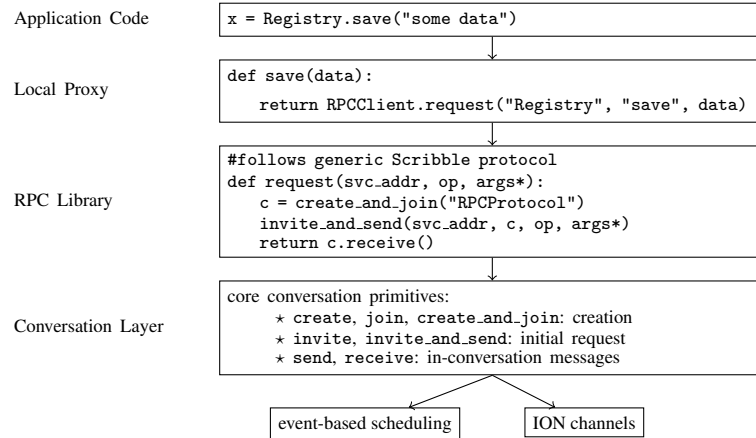 Application Code
x = Registry.save("some data")
Local Proxy
def save(data):
return RPCClient.request("Registry", "save", data)
RPC Library
#follows generic Scribble protocol
def request(svc_addr, op, args*):
c = create_and_join("RPCProtocol")
invite_and_send(svc_addr, c, op, args*)
return c.receive()
Conversation Layer
core conversation primitives:
⋆ create, join, create_and_join: creation
⋆ invite, invite_and_send: initial request
⋆ send, receive: in-conversation messages
event-based scheduling
ION channels